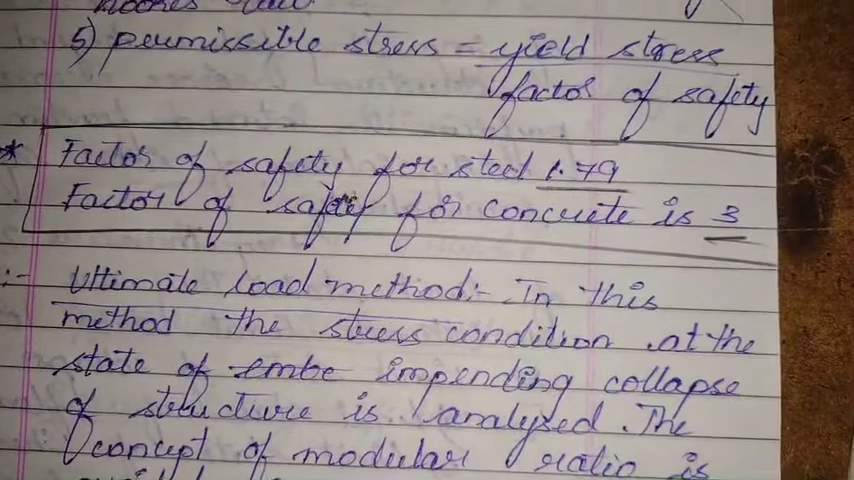 5) permissible stress = yield stress
factor of safety
* Factor of safety for steel 1.79
Factor of safety for concrete is 3
:- Ultimate load method:- In this
method the stress condition at the
state of impending collapse
of structure is analysed. The
concept of modular ratio is